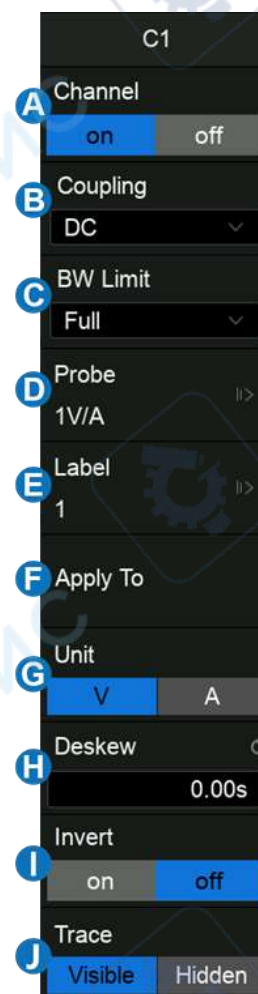 C1
A Channel
on off
B Coupling
DC
C BW Limit
Full
D Probe
1V/A
E Label
1
F Apply To
G Unit
V A
H Deskew
0.00s
I Invert
on off
J Trace
Visible Hidden